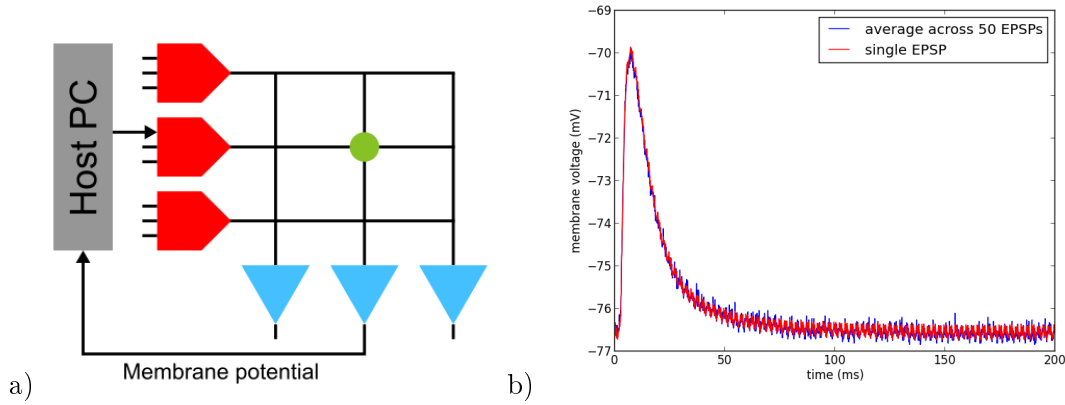 Host PC
Membrane potential
a)
−69
−70
−71
−72
−73
−74
−75
−76
−77
membrane voltage (mV)
average across 50 EPSPs
single EPSP
0
50
100
150
200
time (ms)
b)